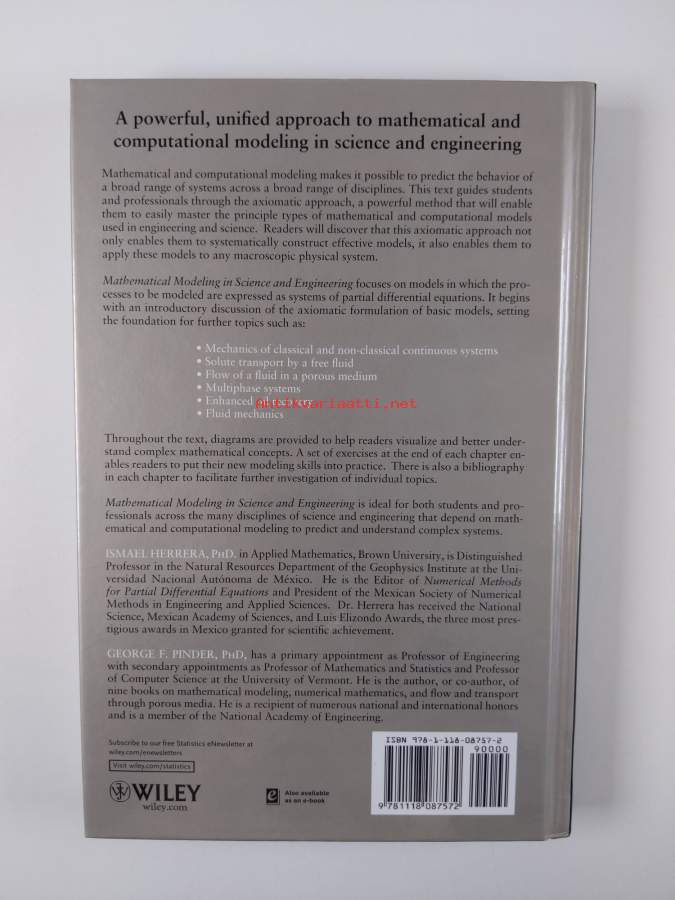 A powerful, unified approach to mathematical and
computational modeling in science and engineering
Mathematical and computational modeling makes it possible to predict the behavior of
a broad range of systems across a broad range of disciplines. This text guides students
and professionals through the axiomatic approach, a powerful method that will enable
them to easily master the principle types of mathematical and computational models
used in engineering and science. Readers will discover that this axiomatic approach not
only enables them to systematically construct effective models, it also enables them to
apply these models to any macroscopic physical system.
Mathematical Modeling in Science and Engineering focuses on models in which the pro-
cesses to be modeled are expressed as systems of partial differential equations. It begins
with an introductory discussion of the axiomatic formulation of basic models, setting
the foundation for further topics such as:
• Mechanics of classical and non-classical continuous systems
• Solute transport by a free fluid
• Flow of a fluid in a porous medium
• Multiphase systems
• Enhanced oil
Antikvariaatti.net
• Fluid mechanics
Throughout the text, diagrams are provided to help readers visualize and better under-
stand complex mathematical concepts. A set of exercises at the end of each chapter en-
ables readers to put their new modeling skills into practice. There is also a bibliography
in each chapter to facilitate further investigation of individual topics.
Mathematical Modeling in Science and Engineering is ideal for both students and pro-
fessionals across the many disciplines of science and engineering that depend on math-
ematical and computational modeling to predict and understand complex systems.
ISMAEL HERRERA, PHD. in Applied Mathematics, Brown University, is Distinguished
Professor in the Natural Resources Department of the Geophysics Institute at the Uni-
versidad Nacional Autónoma de México. He is the Editor of Numerical Methods
for Partial Differential Equations and President of the Mexican Society of Numerical
Methods in Engineering and Applied Sciences. Dr. Herrera has received the National
Science, Mexican Academy of Sciences, and Luis Elizondo Awards, the three most pres-
tigious awards in Mexico granted for scientific achievement.
GEORGE F. PINDER, PHD, has a primary appointment as Professor of Engineering
with secondary appointments as Professor of Mathematics and Statistics and Professor
of Computer Science at the University of Vermont. He is the author, or co-author, of
nine books on mathematical modeling, numerical mathematics, and flow and transport
through porous media. He is a recipient of numerous national and international honors
and is a member of the National Academy of Engineering.
Subscribe to our free Statistics eNewsletter at
wiley.com/enewsletters
Visit wiley.com/statistics
WILEY
wiley.com
e
Also available
as an e-book
ISBN 978-1-118-08757-2
90000
9 781118 087572